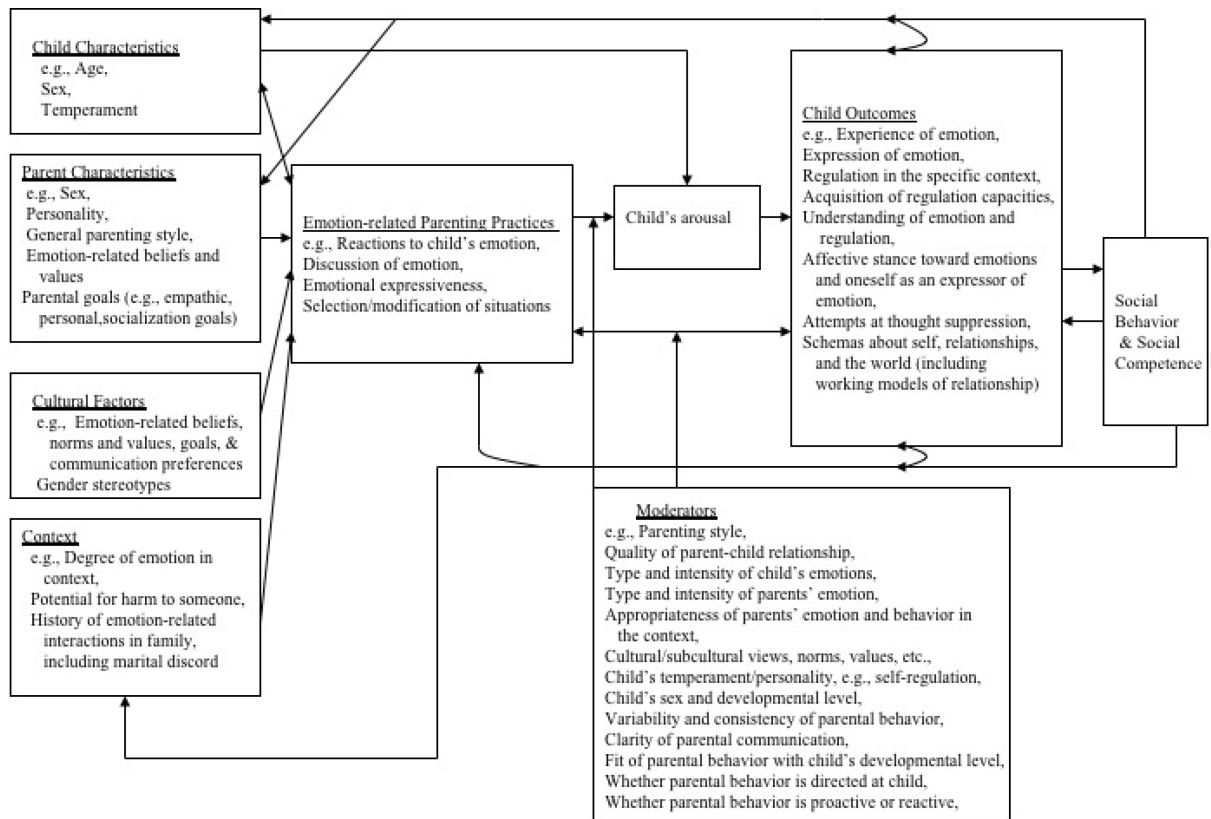 Child Characteristics
e.g., Age,
Sex,
Temperament
Parent Characteristics
e.g., Sex,
Personality,
General parenting style,
Emotion-related beliefs and
values
Parental goals (e.g., empathic,
personal,socialization goals)
Cultural Factors
e.g., Emotion-related beliefs,
norms and values, goals, &
communication preferences
Gender stereotypes
Context
e.g., Degree of emotion in
context,
Potential for harm to someone,
History of emotion-related
interactions in family,
including marital discord
Emotion-related Parenting Practices
e.g., Reactions to child's emotion,
Discussion of emotion,
Emotional expressiveness,
Selection/modification of situations
Child's arousal
Child Outcomes
e.g., Experience of emotion,
Expression of emotion,
Regulation in the specific context,
Acquisition of regulation capacities,
Understanding of emotion and
regulation,
Affective stance toward emotions
and oneself as an expressor of
emotion,
Attempts at thought suppression,
Schemas about self, relationships,
and the world (including
working models of relationship)
Social
Behavior
& Social
Competence
Moderators
e.g., Parenting style,
Quality of parent-child relationship,
Type and intensity of child's emotions,
Type and intensity of parents' emotion,
Appropriateness of parents' emotion and behavior in
the context,
Cultural/subcultural views, norms, values, etc.,
Child's temperament/personality, e.g., self-regulation,
Child's sex and developmental level,
Variability and consistency of parental behavior,
Clarity of parental communication,
Fit of parental behavior with child's developmental level,
Whether parental behavior is directed at child,
Whether parental behavior is proactive or reactive,